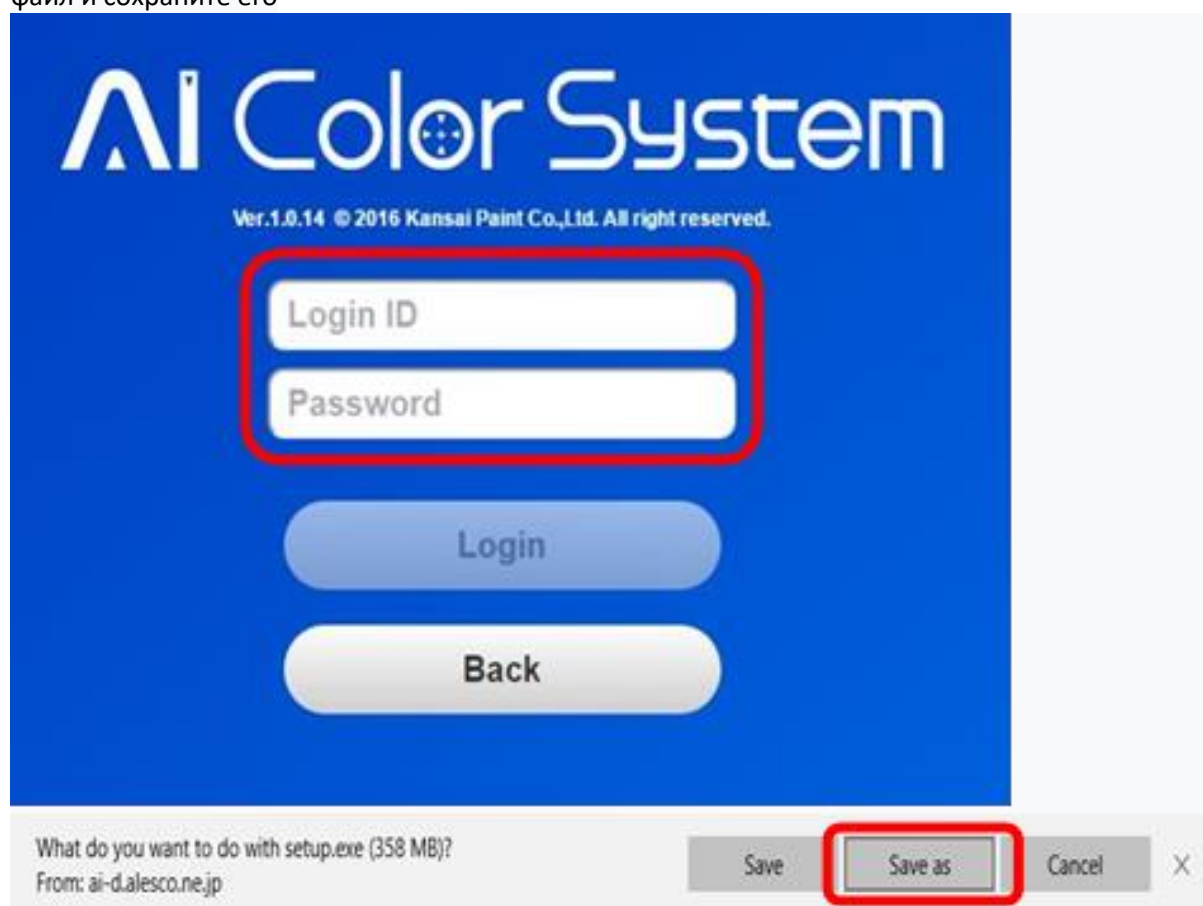 файл и сохраните его
Ai Color System
Ver.1.0.14 © 2016 Kansai Paint Co.,Ltd. All right reserved.
Login ID
Password
Login
Back
What do you want to do with setup.exe (358 MB)?
From: ai-d.alesco.ne.jp
Save Save as Cancel X